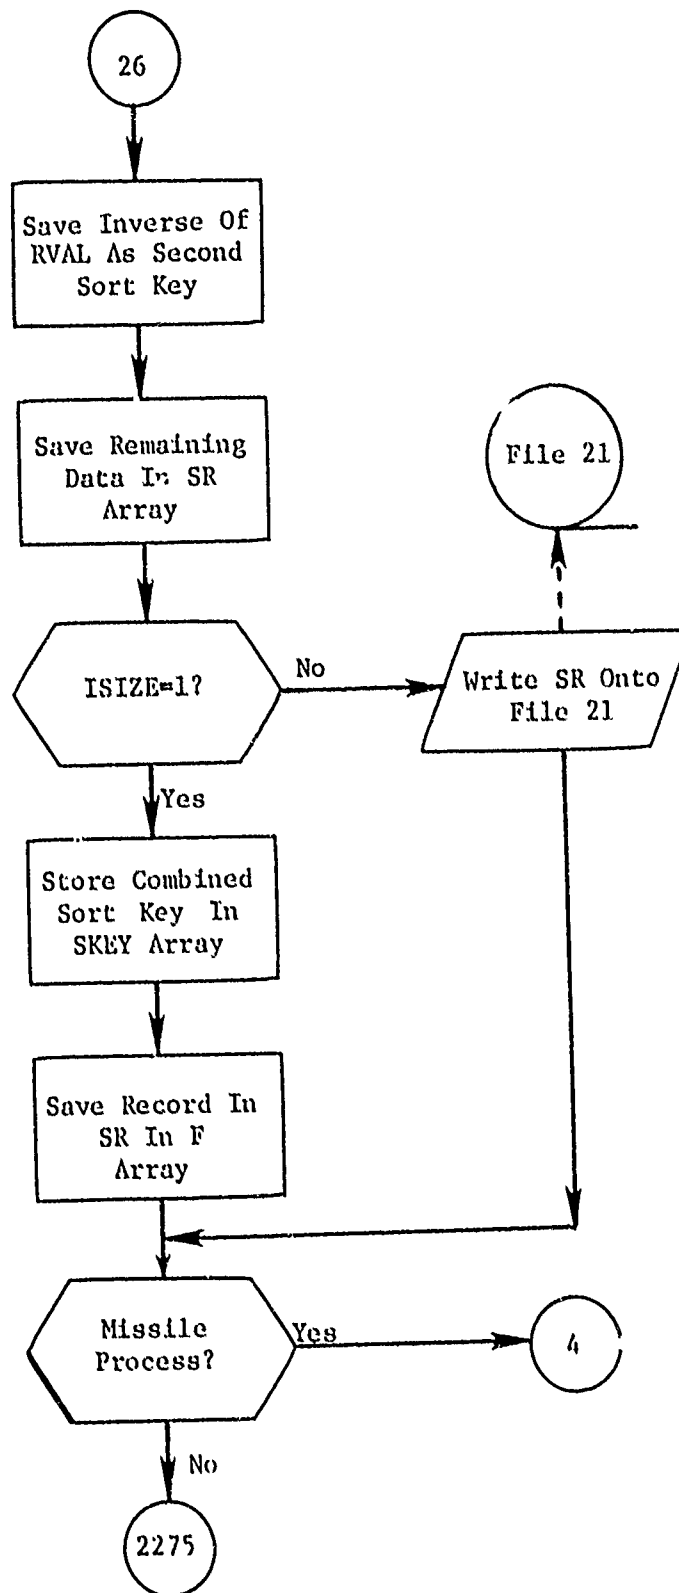 26
Save Inverse Of
RVAL As Second
Sort Key
Save Remaining
Data In SR
Array
File 21
ISIZE=1?
No
Write SR Onto
File 21
Yes
Store Combined
Sort Key In
SKEY Array
Save Record In
SR In F
Array
Missile
Process?
Yes
4
No
2275